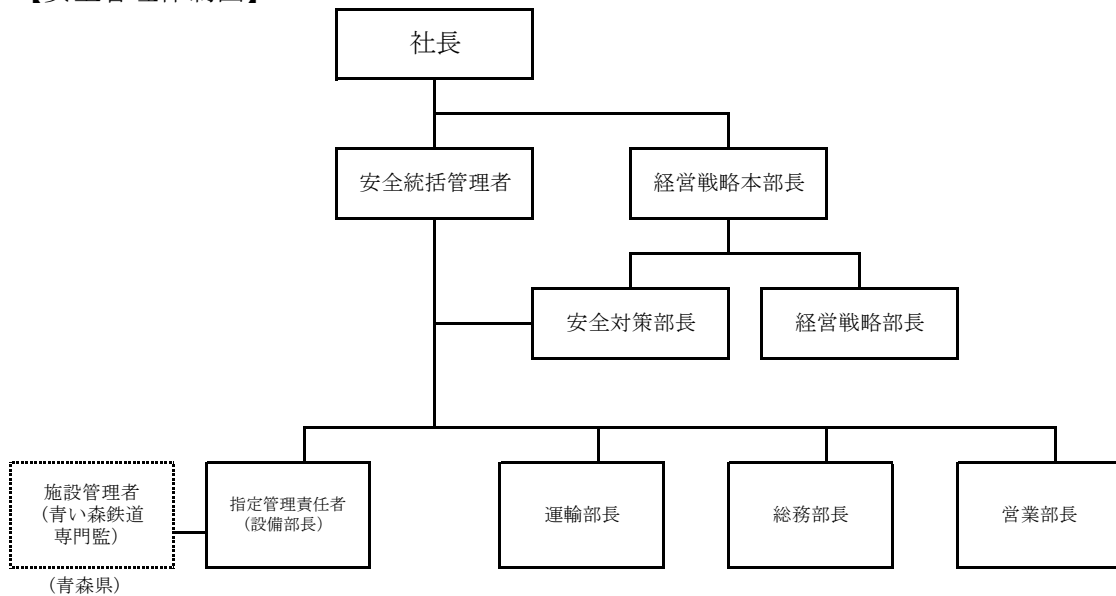 【安全管理体制図】
社長
安全統括管理者
経営戦略本部長
安全対策部長
経営戦略部長
施設管理者
(青い森鉄道
専門監)
指定管理責任者
(設備部長)
運輸部長
総務部長
営業部長
(青森県)